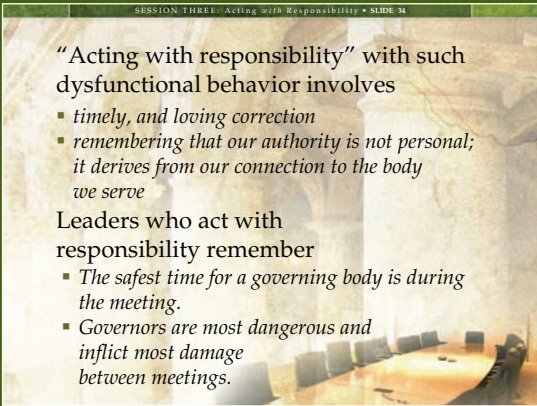 SESSION THREE: Acting with Responsibility • SLIDE 34
“Acting with responsibility” with such
dysfunctional behavior involves
▪ timely, and loving correction
▪ remembering that our authority is not personal;
it derives from our connection to the body
we serve
Leaders who act with
responsibility remember
▪ The safest time for a governing body is during
the meeting.
▪ Governors are most dangerous and
inflict most damage
between meetings.